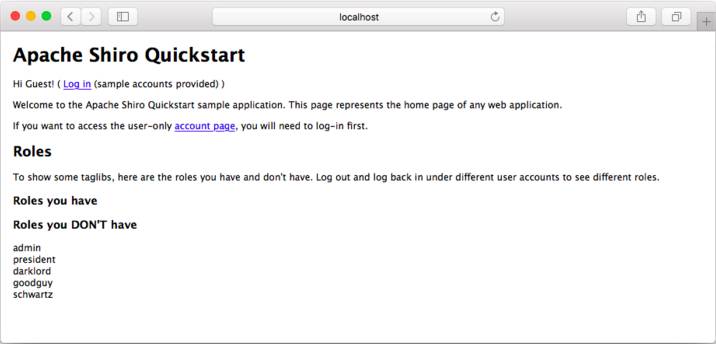 localhost
Apache Shiro Quickstart
Hi Guest! ( Log in (sample accounts provided) )
Welcome to the Apache Shiro Quickstart sample application. This page represents the home page of any web application.
If you want to access the user-only account page, you will need to log-in first.
Roles
To show some taglibs, here are the roles you have and don't have. Log out and log back in under different user accounts to see different roles.
Roles you have
Roles you DON'T have
admin
president
darklord
goodguy
schwartz